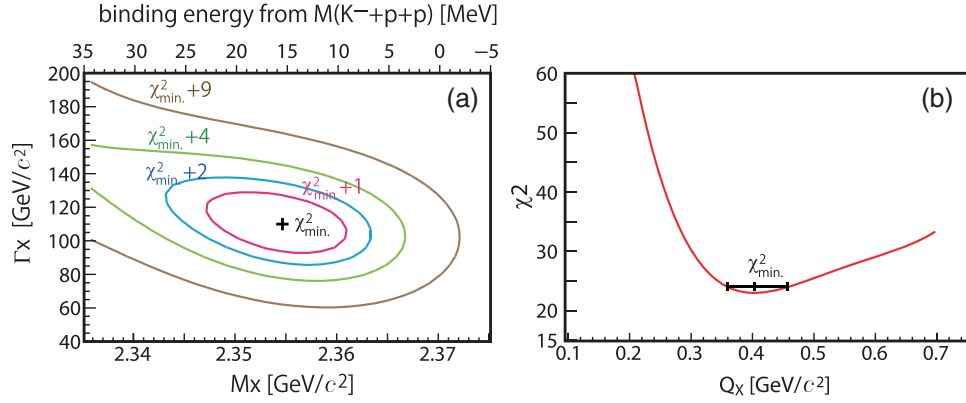 binding energy from M(K−+p+p) [MeV]
35 30 25 20 15 10 5 0 −5
200
180
160
140
120
100
80
60
40
Γx [GeV/c²]
χ²min.+9
(a)
χ²min.+4
χ²min.+2
χ²min.+1
χ²min.
2.34 2.35 2.36 2.37
Mx [GeV/c²]
60
50
40
30
20
15
χ2
(b)
χ²min.
0.1 0.2 0.3 0.4 0.5 0.6 0.7
QX [GeV/c²]